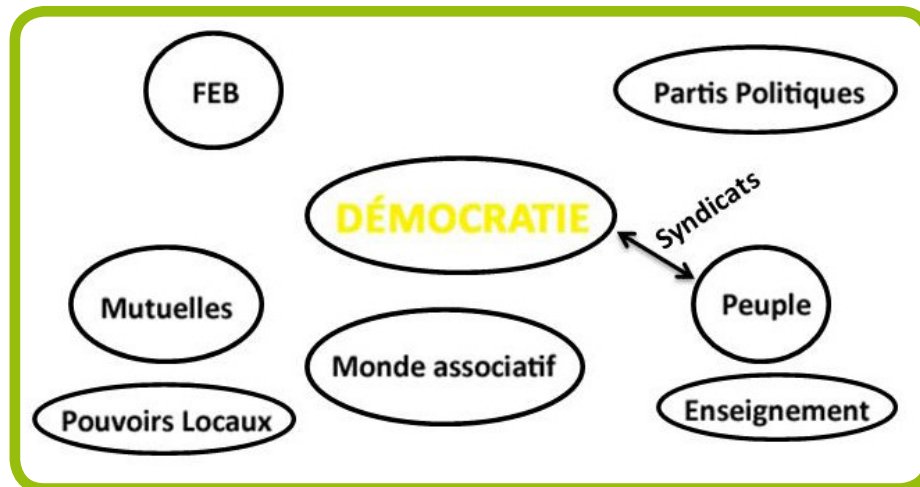 FEB
Partis Politiques
DÉMOCRATIE
Syndicats
Mutuelles
Peuple
Monde associatif
Pouvoirs Locaux
Enseignement